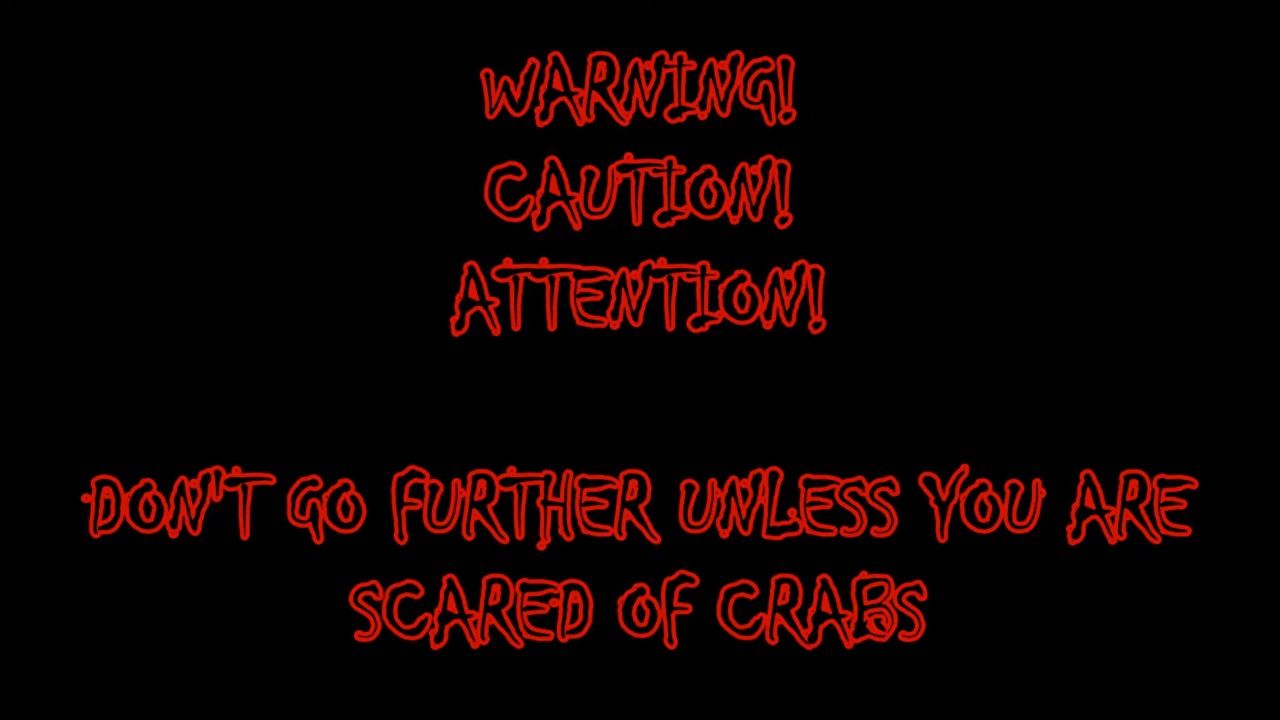 WARNING!
CAUTION!
ATTENTION!
DON'T GO FURTHER UNLESS YOU ARE
SCARED OF CRABS